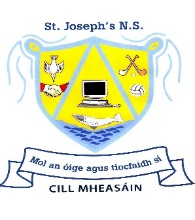 St. Joseph's N.S.
Mol an óige agus tiocfaidh sí
CILL MHEASÁIN